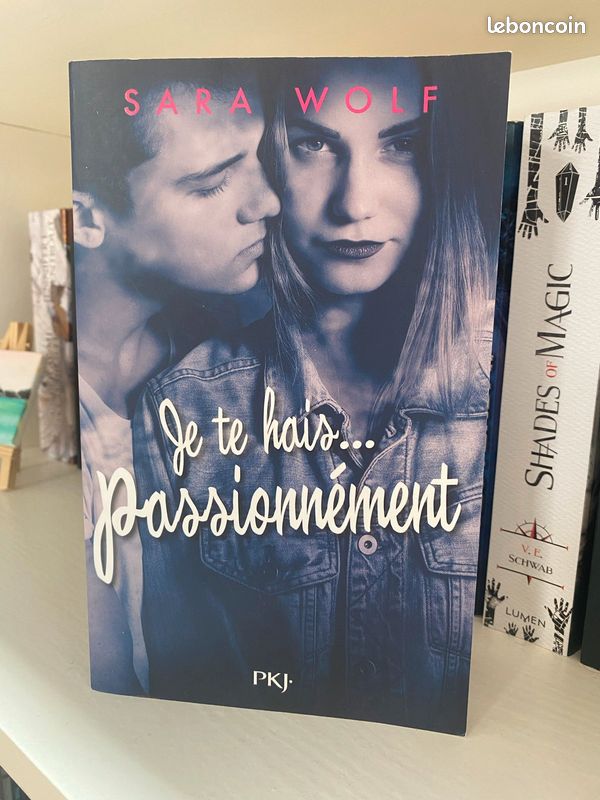 leboncoin
SARA WOLF
Je te hais...
passionnément
PKJ.
SHADES OF MAGIC
V. E.
SCHWAB
LUMEN